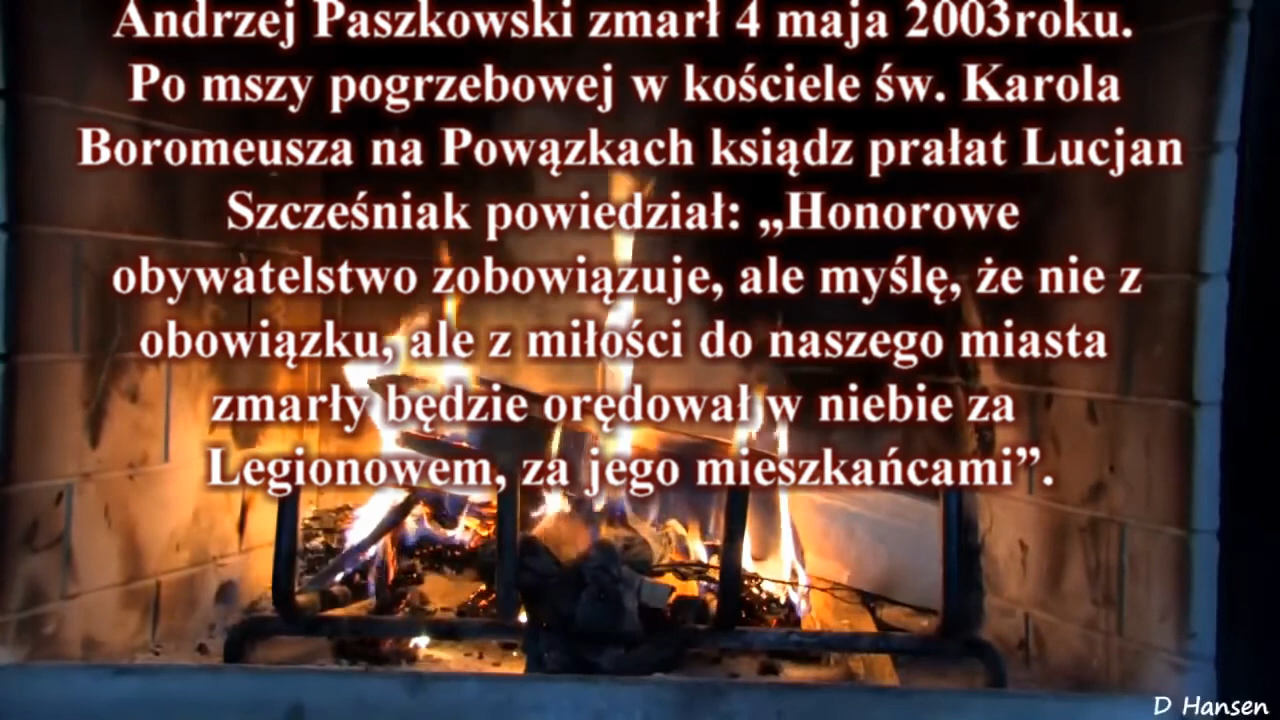 Andrzej Paszkowski zmarł 4 maja 2003roku.
Po mszy pogrzebowej w kościele św. Karola
Boromeusza na Powązkach ksiądz prałat Lucjan
Szcześniak powiedział: „Honorowe
obywatelstwo zobowiązuje, ale myślę, że nie z
obowiązku, ale z miłości do naszego miasta
zmarły będzie orędował w niebie za
Legionowem, za jego mieszkańcami”.
D Hansen